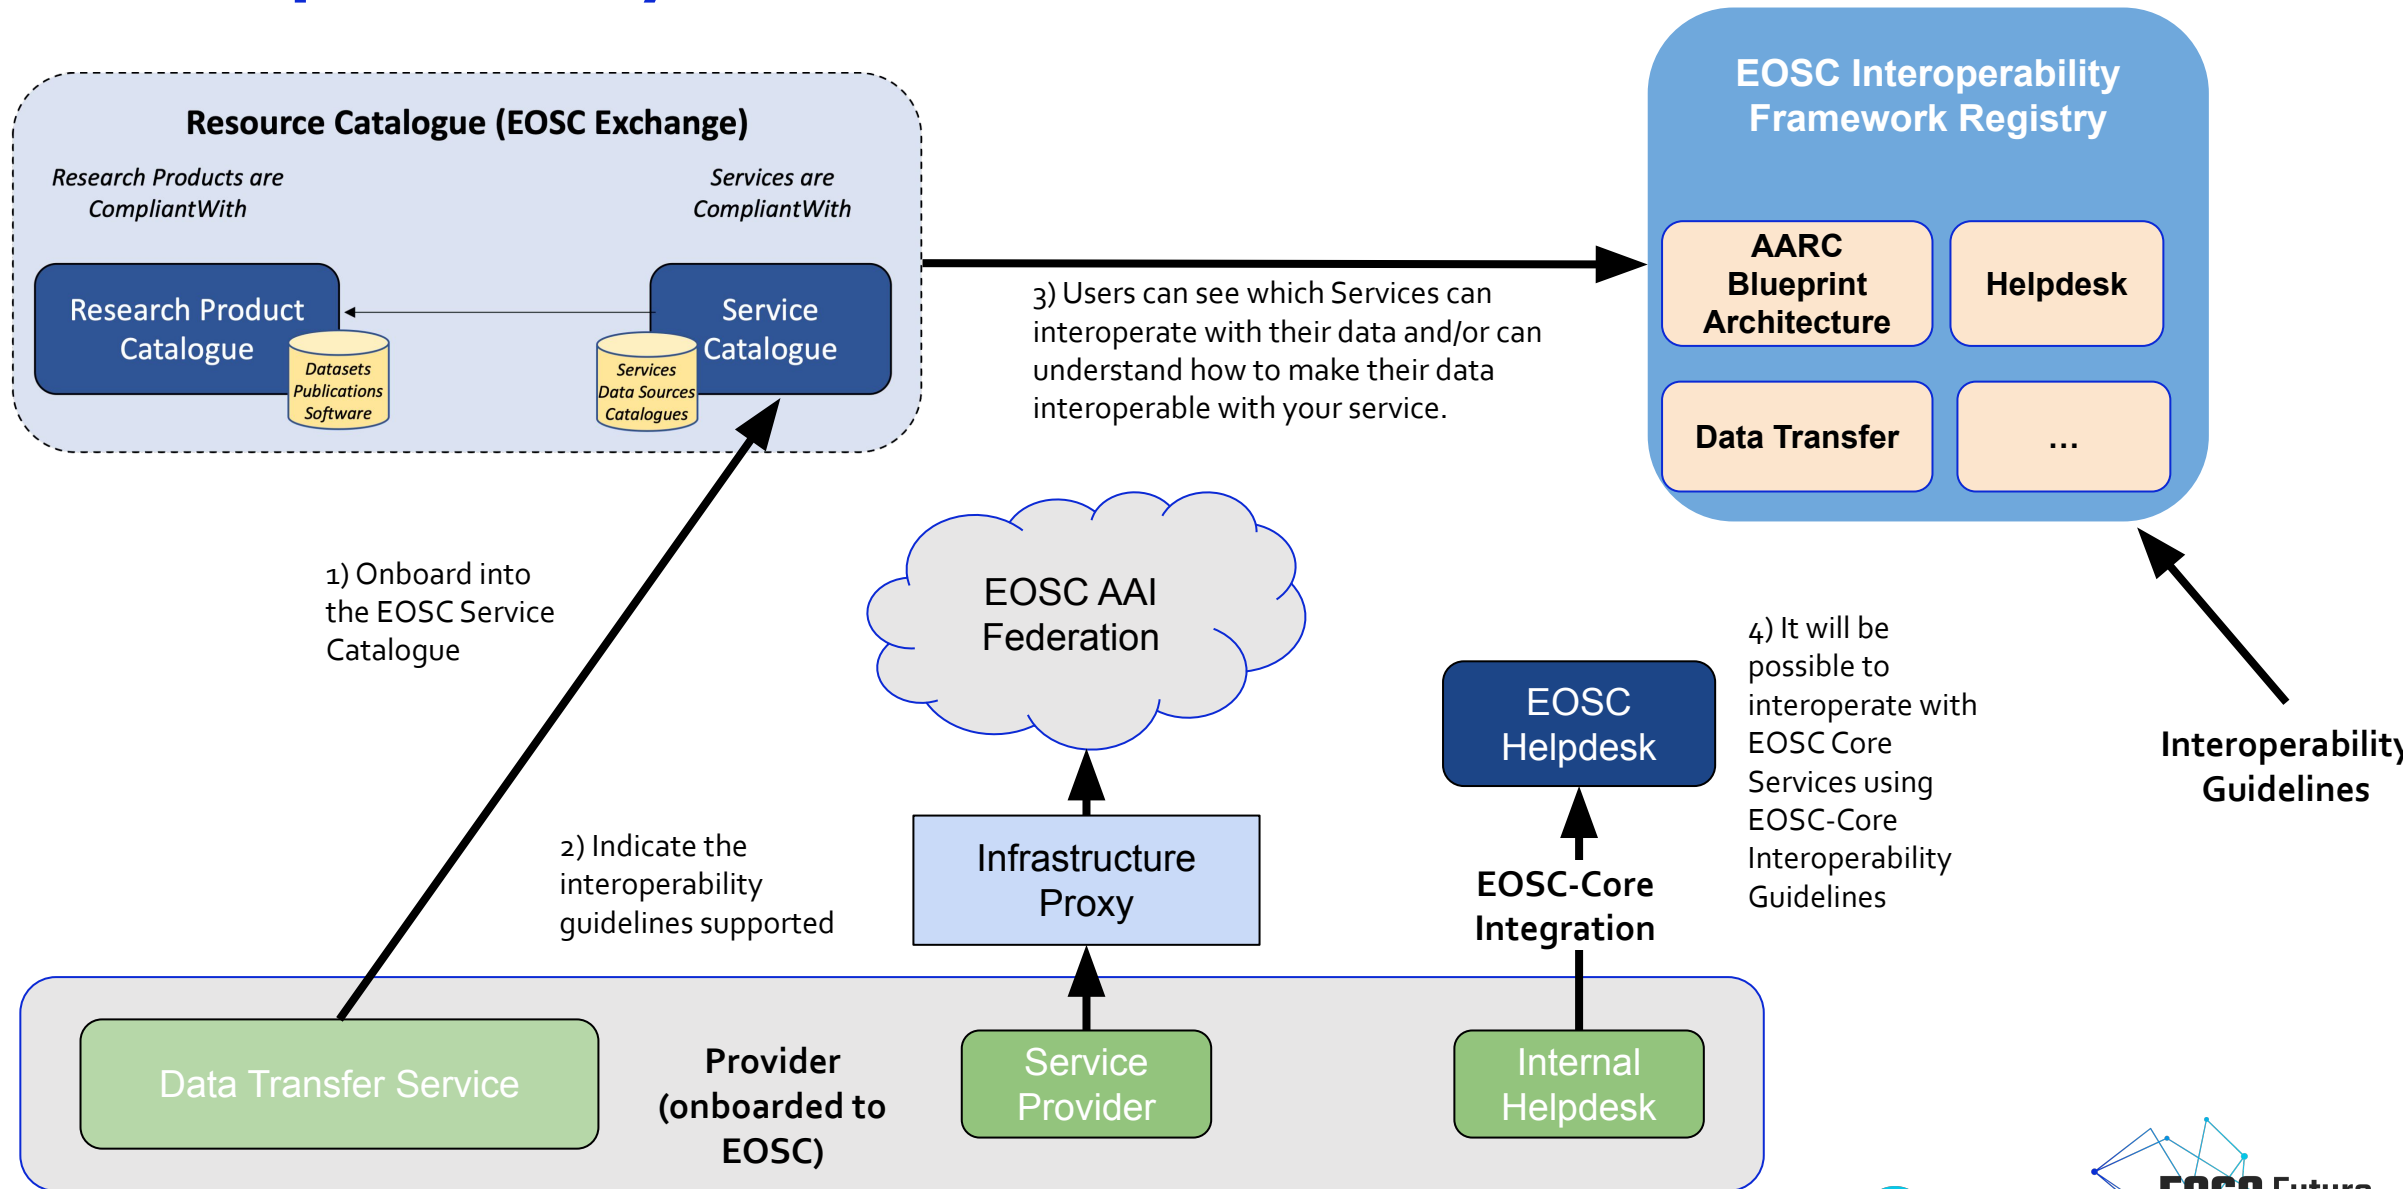 Resource Catalogue (EOSC Exchange)
Research Products are
CompliantWith
Services are
CompliantWith
Research Product
Catalogue
Datasets
Publications
Software
Service
Catalogue
Services
Data Sources
Catalogues
EOSC Interoperability
Framework Registry
AARC
Blueprint
Architecture
Helpdesk
Data Transfer
...
3) Users can see which Services can
interoperate with their data and/or can
understand how to make their data
interoperable with your service.
1) Onboard into
the EOSC Service
Catalogue
EOSC AAI
Federation
EOSC
Helpdesk
4) It will be
possible to
interoperate with
EOSC Core
Services using
EOSC-Core
Interoperability
Guidelines
Interoperability
Guidelines
2) Indicate the
interoperability
guidelines supported
Infrastructure
Proxy
EOSC-Core
Integration
Data Transfer Service
Provider
(onboarded to
EOSC)
Service
Provider
Internal
Helpdesk
EOSC Future